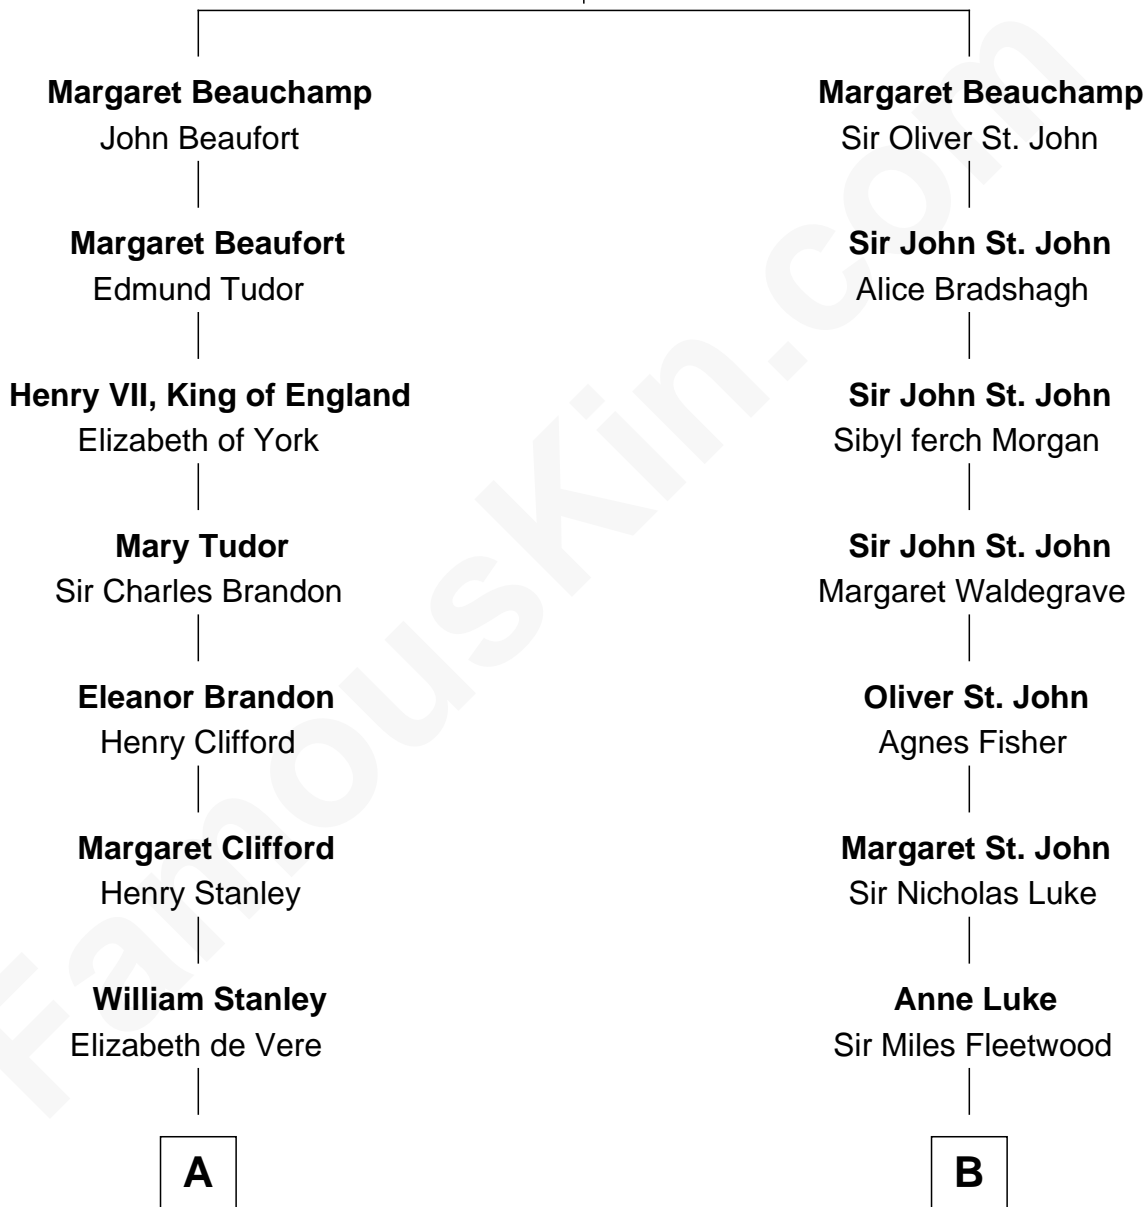 Margaret Beauchamp
John Beaufort
Margaret Beaufort
Edmund Tudor
Henry VII, King of England
Elizabeth of York
Mary Tudor
Sir Charles Brandon
Eleanor Brandon
Henry Clifford
Margaret Clifford
Henry Stanley
William Stanley
Elizabeth de Vere
A
Margaret Beauchamp
Sir Oliver St. John
Sir John St. John
Alice Bradshagh
Sir John St. John
Sibyl ferch Morgan
Sir John St. John
Margaret Waldegrave
Oliver St. John
Agnes Fisher
Margaret St. John
Sir Nicholas Luke
Anne Luke
Sir Miles Fleetwood
B
FamousKin.com